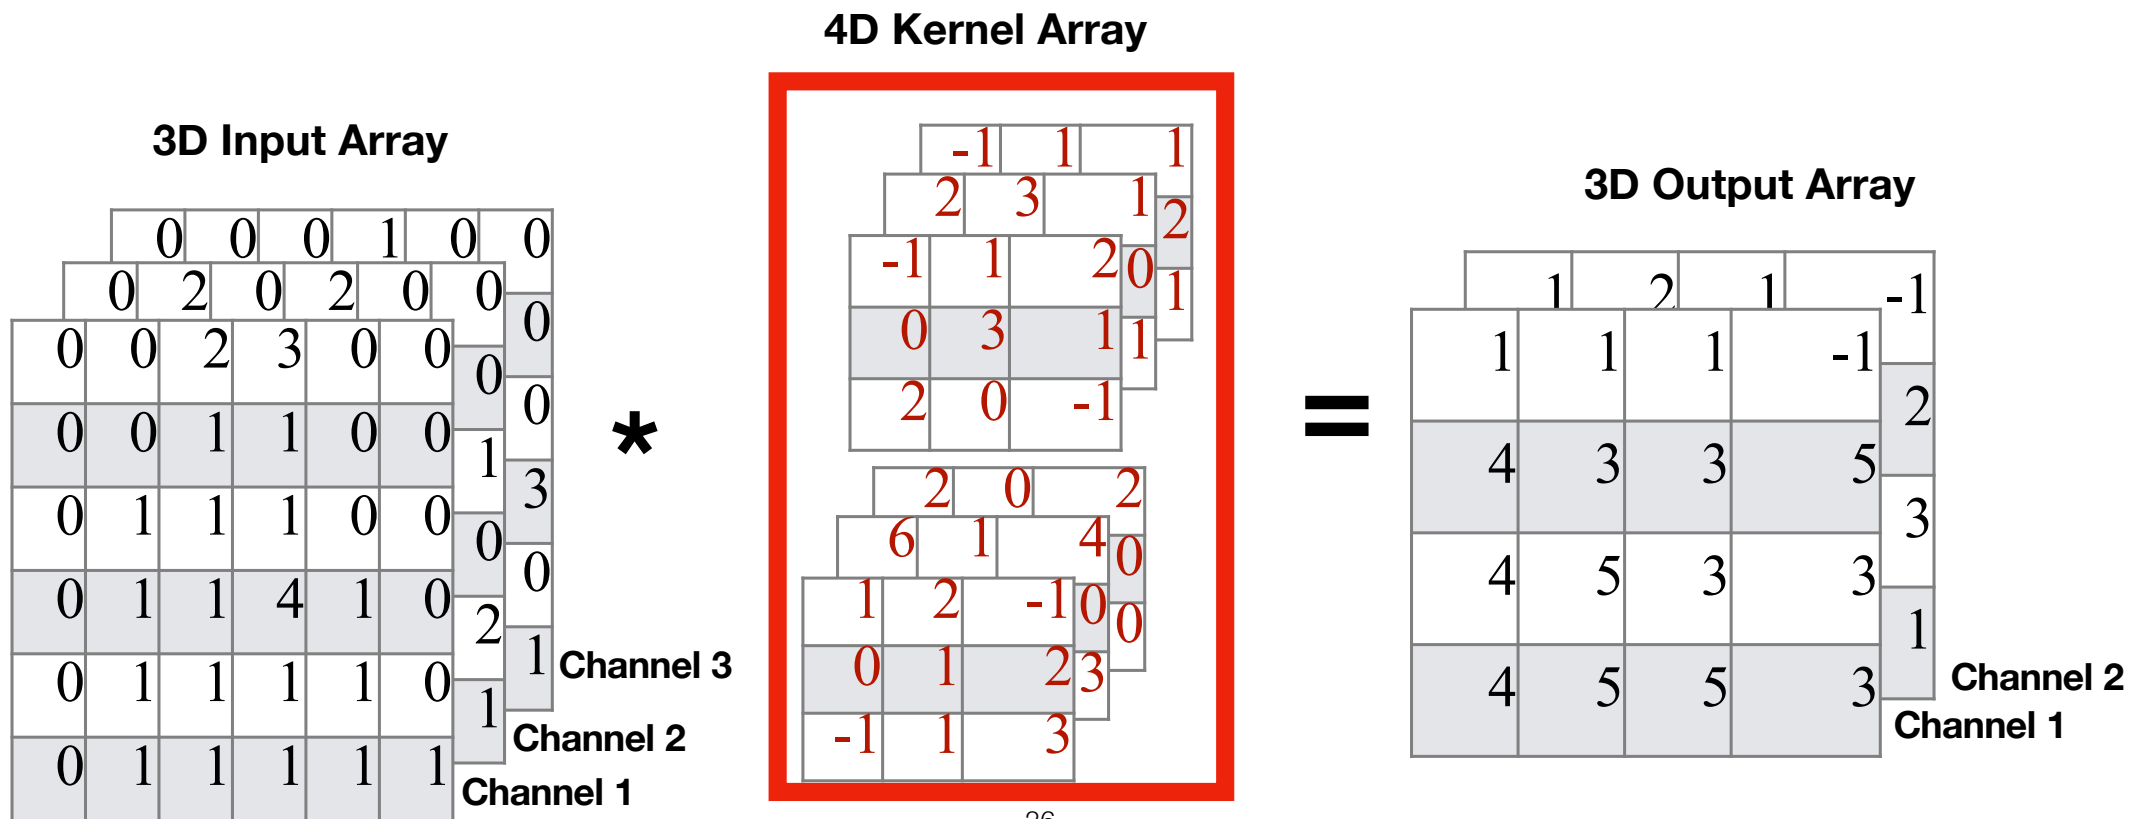 4D Kernel Array
3D Input Array
3D Output Array
0 0 0 1 0 0
0
0
3
0
1
Channel 3
0 2 0 2 0 0
0
1
0
2
1
Channel 2
0 0 2 3 0 0
0 0 1 1 0 0
0 1 1 1 0 0
0 1 1 4 1 0
0 1 1 1 1 0
0 1 1 1 1 1
Channel 1
*
-1 1 1
2
1
2 3 1
0
1
-1 1 2
0 3 1
2 0 -1
2 0 2
0
0
6 1 4
0
3
1 2 -1
0 1 2
-1 1 3
=
1 2 1 -1
2
3
1
Channel 2
1 1 1 -1
4 3 3 5
4 5 3 3
4 5 5 3
Channel 1